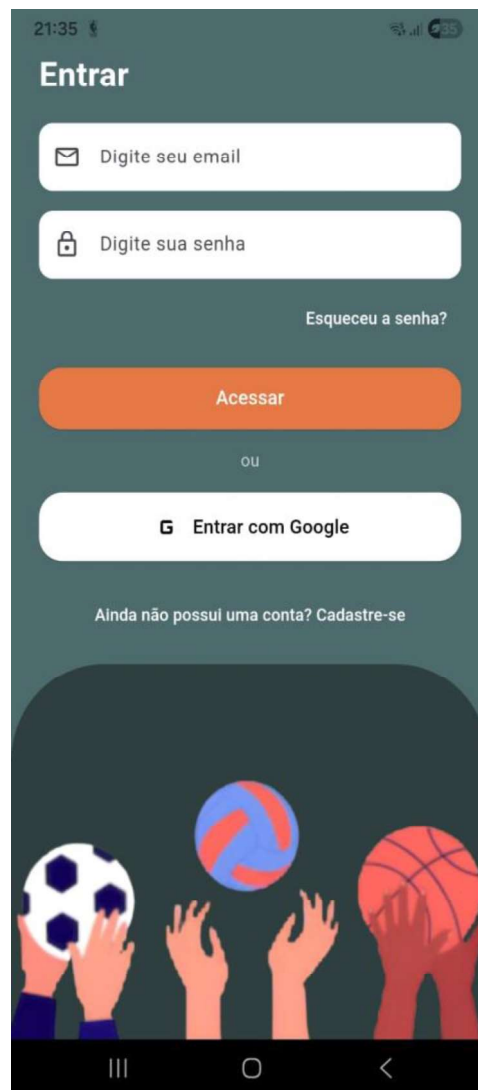 21:35
35
Entrar
Digite seu email
Digite sua senha
Esqueceu a senha?
Acessar
ou
G Entrar com Google
Ainda não possui uma conta? Cadastre-se